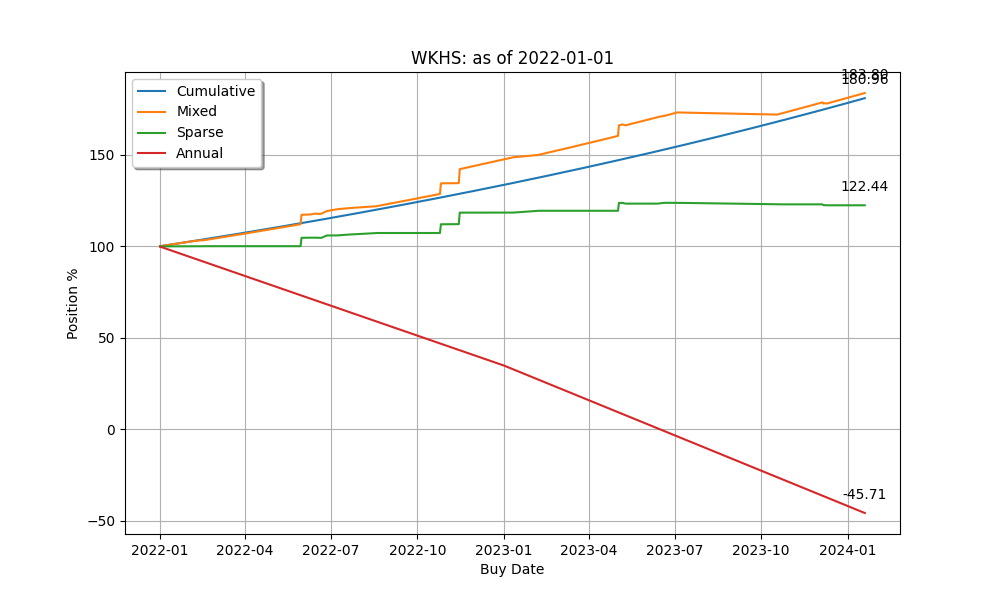 WKHS: as of 2022-01-01
Cumulative
Mixed
Sparse
Annual
183.80
180.96
122.44
-45.71
150
100
50
0
−50
Position %
2022-01 2022-04 2022-07 2022-10 2023-01 2023-04 2023-07 2023-10 2024-01
Buy Date